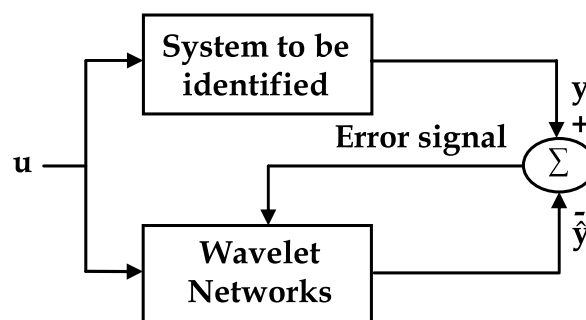 System to be
identified
y
+
Error signal
u
Σ
-
ŷ
Wavelet
Networks